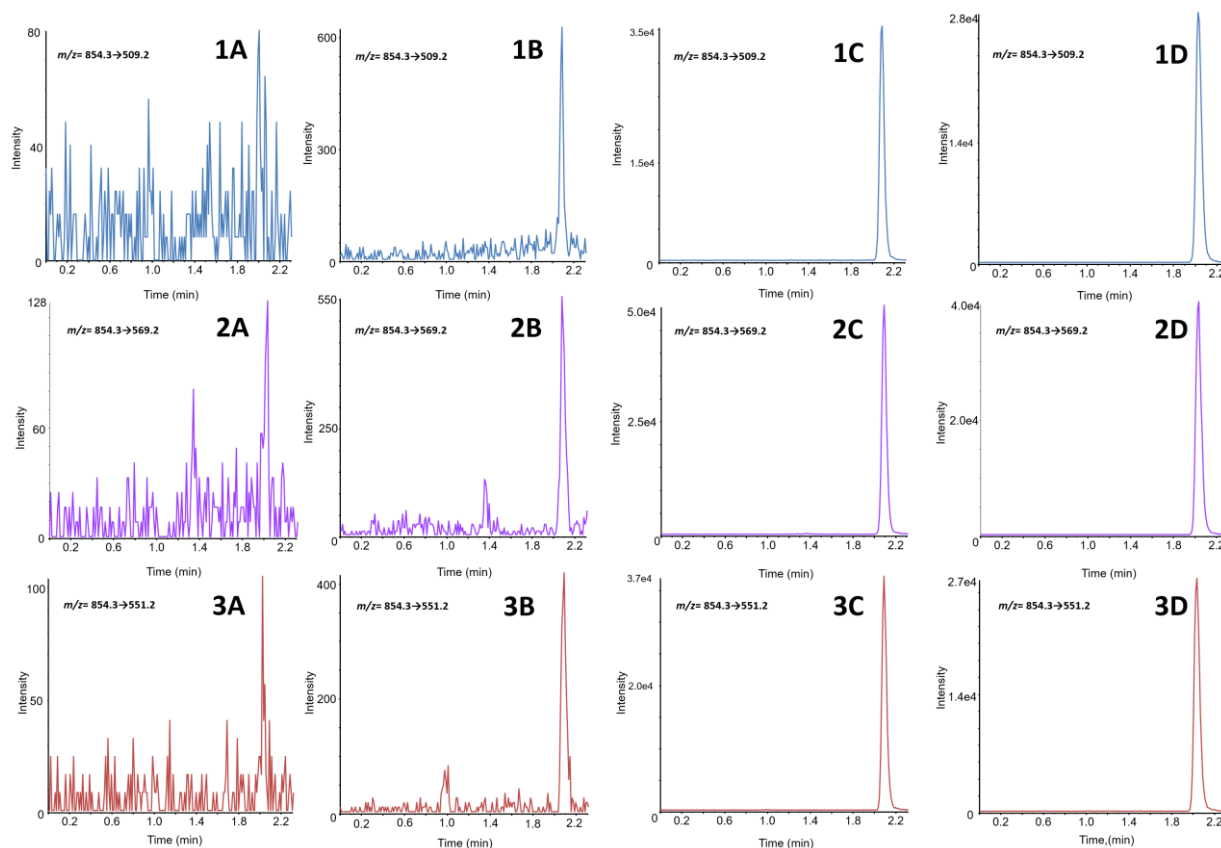 80
m/z= 854.3→509.2
1A
Intensity
40
0
0.2 0.6 1.0 1.4 1.8 2.2
Time (min)
600
m/z= 854.3→509.2
1B
Intensity
300
0
0.2 0.6 1.0 1.4 1.8 2.2
Time (min)
3.5e4
m/z= 854.3→509.2
1C
Intensity
1.5e4
0
0.2 0.6 1.0 1.4 1.8 2.2
Time (min)
2.8e4
m/z= 854.3→509.2
1D
Intensity
1.4e4
0
0.2 0.6 1.0 1.4 1.8 2.2
Time (min)
128
m/z= 854.3→569.2
2A
Intensity
60
0
0.2 0.6 1.0 1.4 1.8 2.2
Time (min)
550
m/z= 854.3→569.2
2B
Intensity
250
0
0.2 0.6 1.0 1.4 1.8 2.2
Time (min)
5.0e4
m/z= 854.3→569.2
2C
Intensity
2.5e4
0
0.2 0.6 1.0 1.4 1.8 2.2
Time (min)
4.0e4
m/z= 854.3→569.2
2D
Intensity
2.0e4
0
0.2 0.6 1.0 1.4 1.8 2.2
Time (min)
100
m/z= 854.3→551.2
3A
Intensity
50
0
0.2 0.6 1.0 1.4 1.8 2.2
Time (min)
400
m/z= 854.3→551.2
3B
Intensity
200
0
0.2 0.6 1.0 1.4 1.8 2.2
Time (min)
3.7e4
m/z= 854.3→551.2
3C
Intensity
2.0e4
0
0.2 0.6 1.0 1.4 1.8 2.2
Time (min)
2.7e4
m/z= 854.3→551.2
3D
Intensity
1.4e4
0
0.2 0.6 1.0 1.4 1.8 2.2
Time,(min)